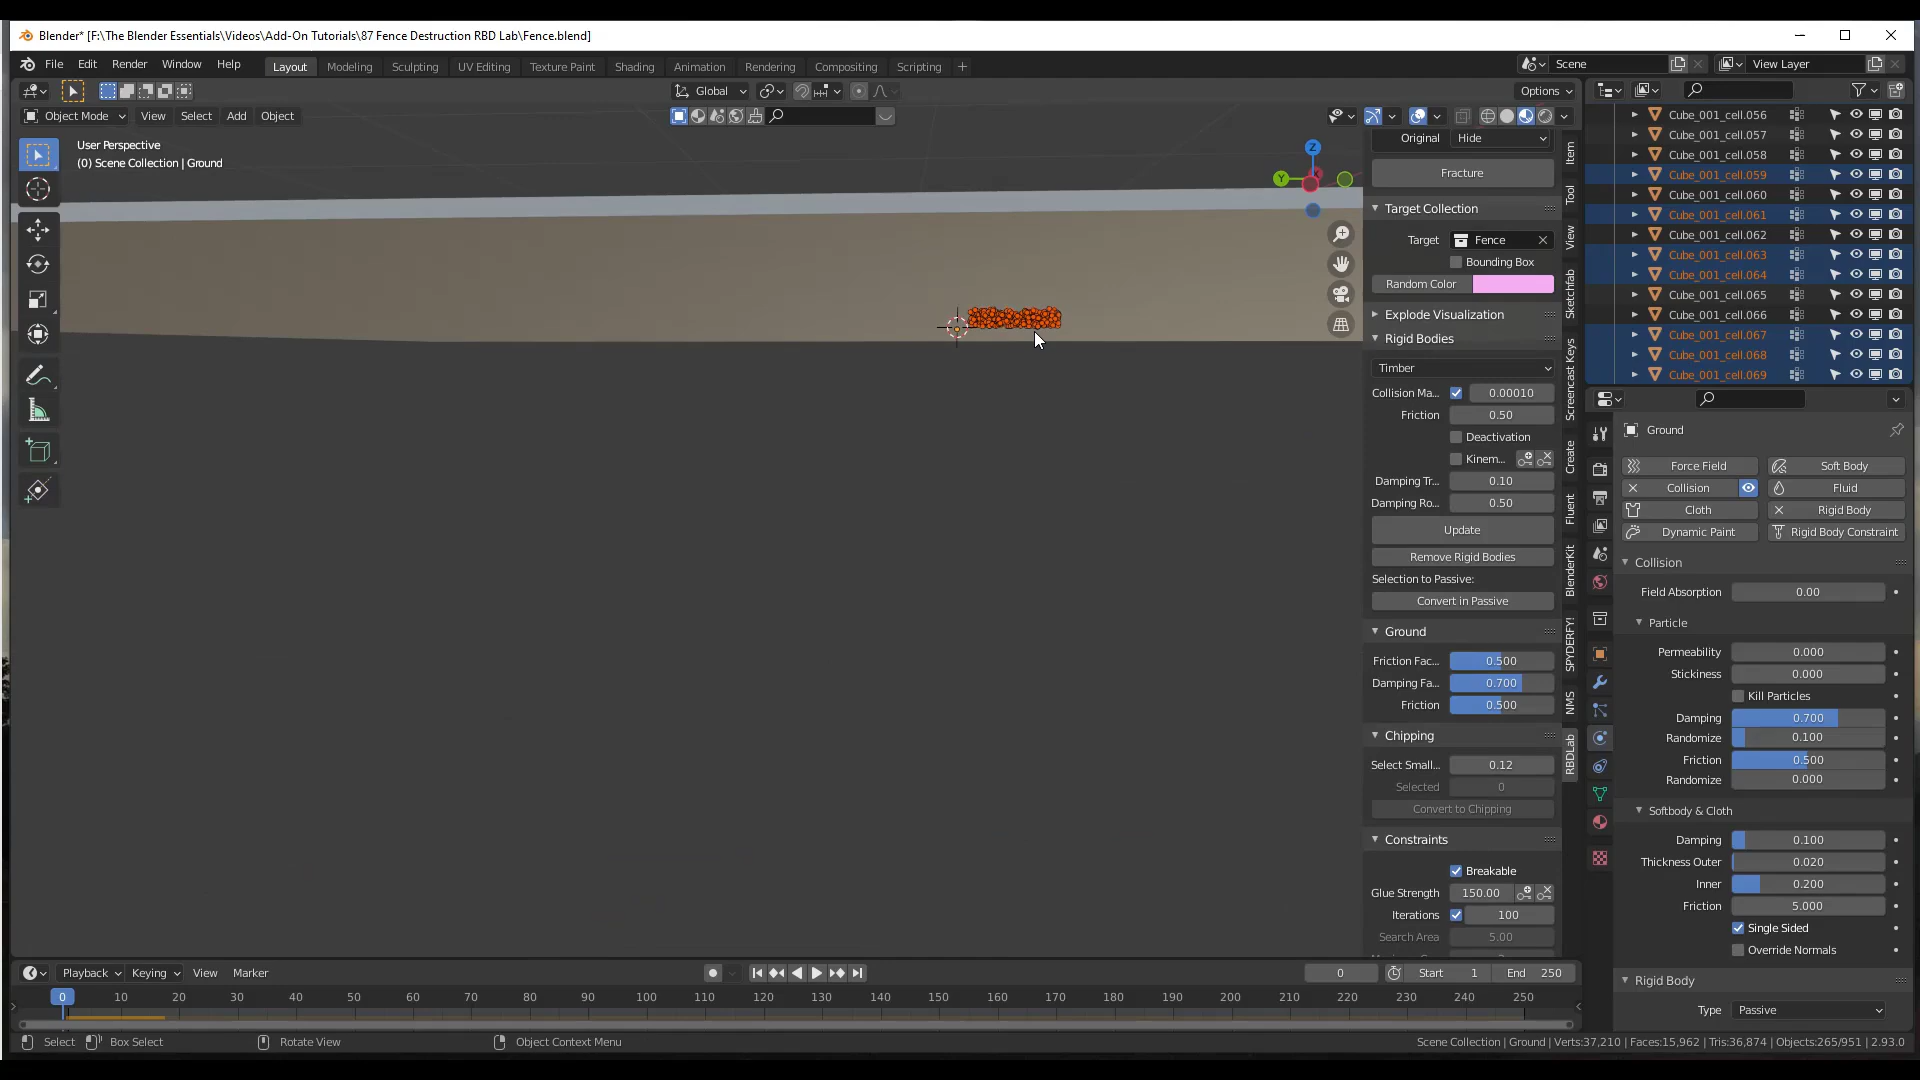 Blender* [F:\The Blender Essentials\Videos\Add-On Tutorials\87 Fence Destruction RBD Lab\Fence.blend]
File Edit Render Window Help
Layout Modeling Sculpting UV Editing Texture Paint Shading Animation Rendering Compositing Scripting
Scene
View Layer
Global
Options
Object Mode View Select Add Object
User Perspective
(0) Scene Collection | Ground
Z
Y
Original Hide
Fracture
Target Collection
Target Fence
Bounding Box
Random Color
Explode Visualization
Rigid Bodies
Timber
Collision Ma... 0.00010
Friction 0.50
Deactivation
Kinem...
Damping Tr... 0.10
Damping Ro... 0.50
Update
Remove Rigid Bodies
Selection to Passive:
Convert in Passive
Ground
Friction Fac... 0.500
Damping Fa... 0.700
Friction 0.500
Chipping
Select Small... 0.12
Selected 0
Convert to Chipping
Constraints
Breakable
Glue Strength 150.00
Iterations 100
Search Area 5.00
Item
Tool
View
Sketchfab
Screencast Keys
Create
Fluent
BlenderKit
SPYDERFY!
NMS
RBDLab
Cube_001_cell.056
Cube_001_cell.057
Cube_001_cell.058
Cube_001_cell.059
Cube_001_cell.060
Cube_001_cell.061
Cube_001_cell.062
Cube_001_cell.063
Cube_001_cell.064
Cube_001_cell.065
Cube_001_cell.067
Cube_001_cell.068
Cube_001_cell.069
Ground
Force Field Soft Body
Collision Fluid
Cloth Rigid Body
Dynamic Paint Rigid Body Constraint
Collision
Field Absorption 0.00
Particle
Permeability 0.000
Stickiness 0.000
Kill Particles
Damping 0.700
Randomize 0.100
Friction 0.500
Randomize 0.000
Softbody & Cloth
Damping 0.100
Thickness Outer 0.020
Inner 0.200
Friction 5.000
Single Sided
Override Normals
Rigid Body
Type Passive
Playback Keying View Marker
0 Start 1 End 250
0 10 20 30 40 50 60 70 80 90 100 110 120 130 140 150 160 170 180 190 200 210 220 230 240 250
Select Box Select Rotate View Object Context Menu
Scene Collection | Ground | Verts:37,210 | Faces:15,962 | Tris:36,874 | Objects:265/951 | 2.93.0